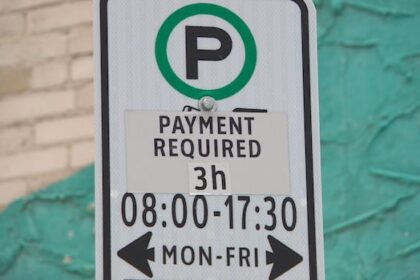 P
PAYMENT
REQUIRED
3h
08:00-17:30
MON-FRI